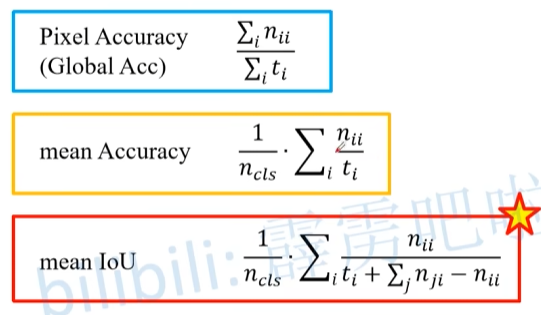 Pixel Accuracy (Global Acc) $\frac{\sum_i n_{ii}}{\sum_i t_i}$
mean Accuracy $\frac{1}{n_{cls}} \cdot \sum_i \frac{n_{ii}}{t_i}$
mean IoU $\frac{1}{n_{cls}} \cdot \sum_i \frac{n_{ii}}{t_i + \sum_j n_{ji} - n_{ii}}$
bilibili: 霹雳吧啦